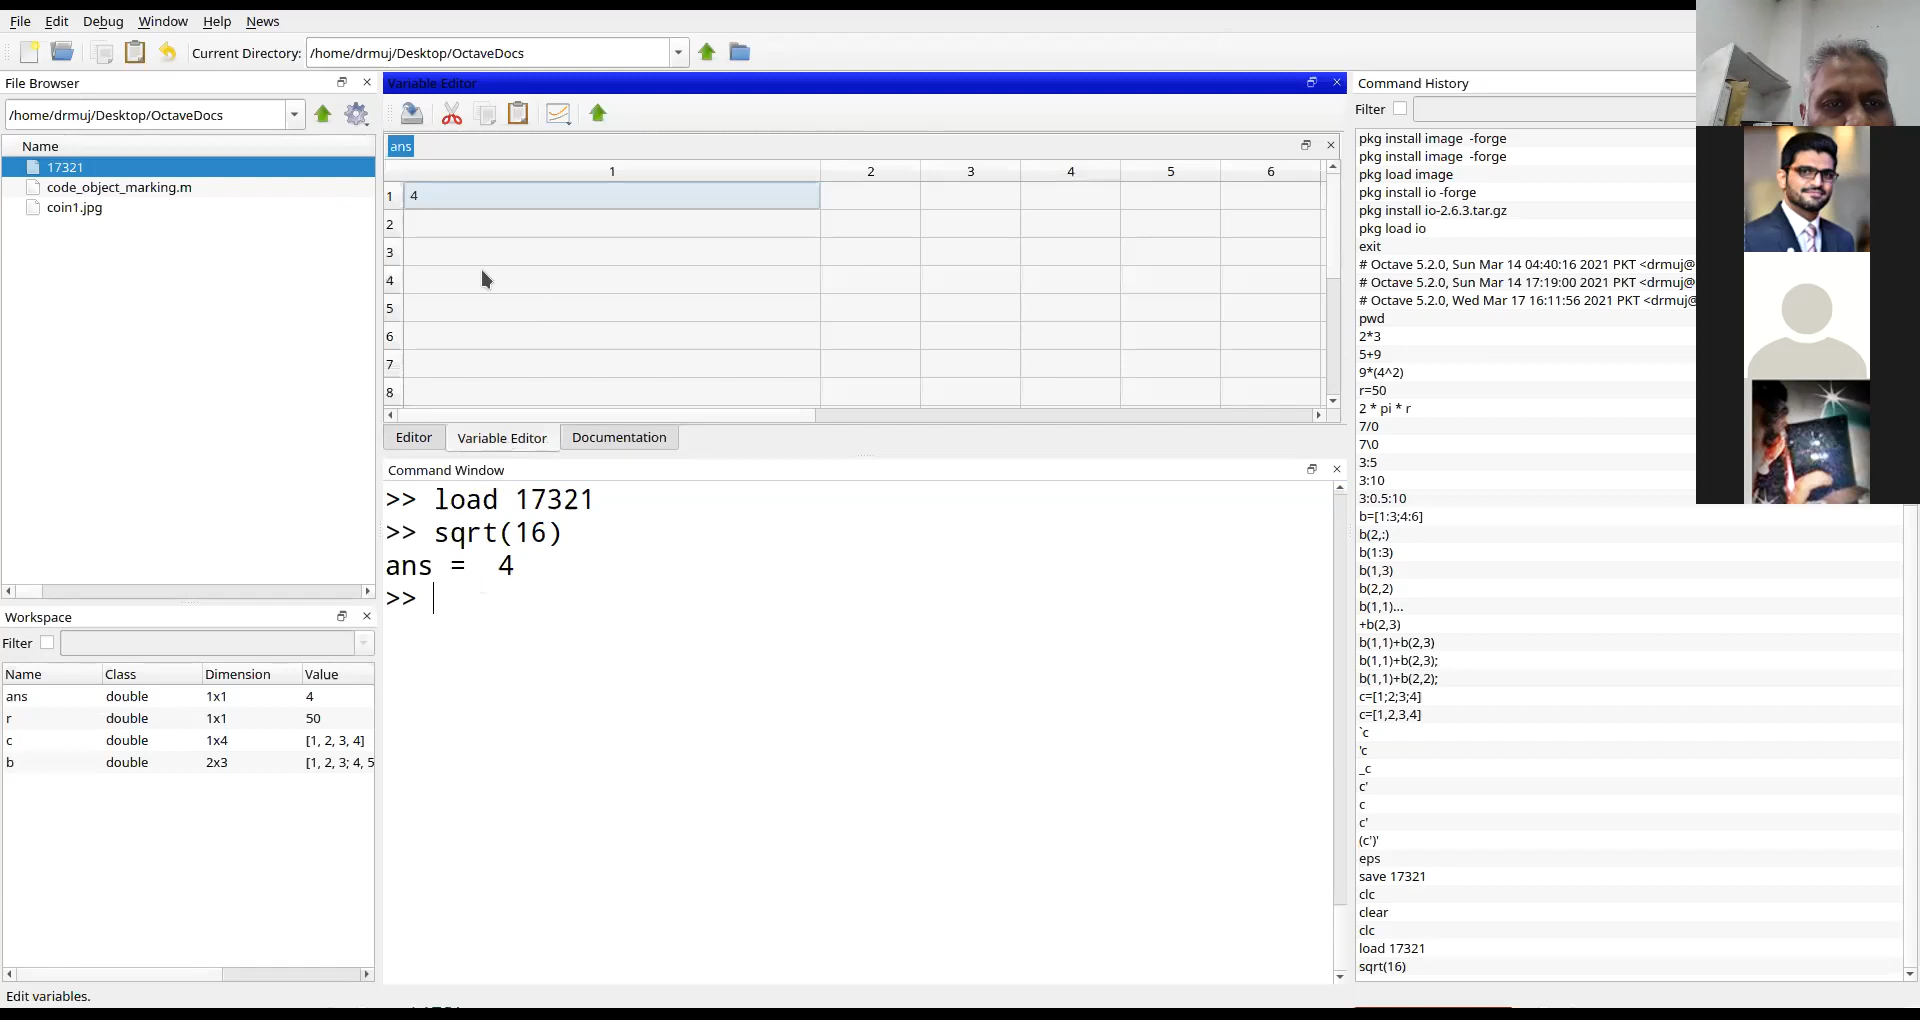 File Edit Debug Window Help News
Current Directory: /home/drmuj/Desktop/OctaveDocs
File Browser
/home/drmuj/Desktop/OctaveDocs
Name
17321
code_object_marking.m
coin1.jpg
Workspace
Filter
Name Class Dimension Value
ans double 1x1 4
r double 1x1 50
c double 1x4 [1, 2, 3, 4]
b double 2x3 [1, 2, 3; 4, 5
Edit variables.
Variable Editor
ans
1 2 3 4 5 6
1 4
2
3
4
5
6
7
8
Editor Variable Editor Documentation
Command Window
>> load 17321
>> sqrt(16)
ans = 4
>>
Command History
Filter
pkg install image -forge
pkg install image -forge
pkg load image
pkg install io -forge
pkg install io-2.6.3.tar.gz
pkg load io
exit
# Octave 5.2.0, Sun Mar 14 04:40:16 2021 PKT <drmuj@
# Octave 5.2.0, Sun Mar 14 17:19:00 2021 PKT <drmuj@
# Octave 5.2.0, Wed Mar 17 16:11:56 2021 PKT <drmuj@
pwd
2*3
5+9
9*(4^2)
r=50
2 * pi * r
7/0
7\0
3:5
3:10
3:0.5:10
b=[1:3;4:6]
b(2,:)
b(1:3)
b(1,3)
b(2,2)
b(1,1)...
+b(2,3)
b(1,1)+b(2,3)
b(1,1)+b(2,3);
b(1,1)+b(2,2);
c=[1;2;3;4]
c=[1,2,3,4]
`c
'c
_c
c'
c
c'
(c')'
eps
save 17321
clc
clear
clc
load 17321
sqrt(16)